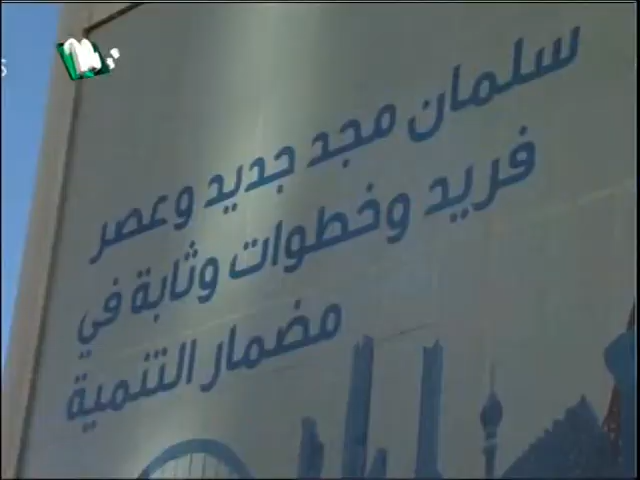 سلمان مجد جديد وعصر
فريد وخطوات وثابة في
مضمار التنمية